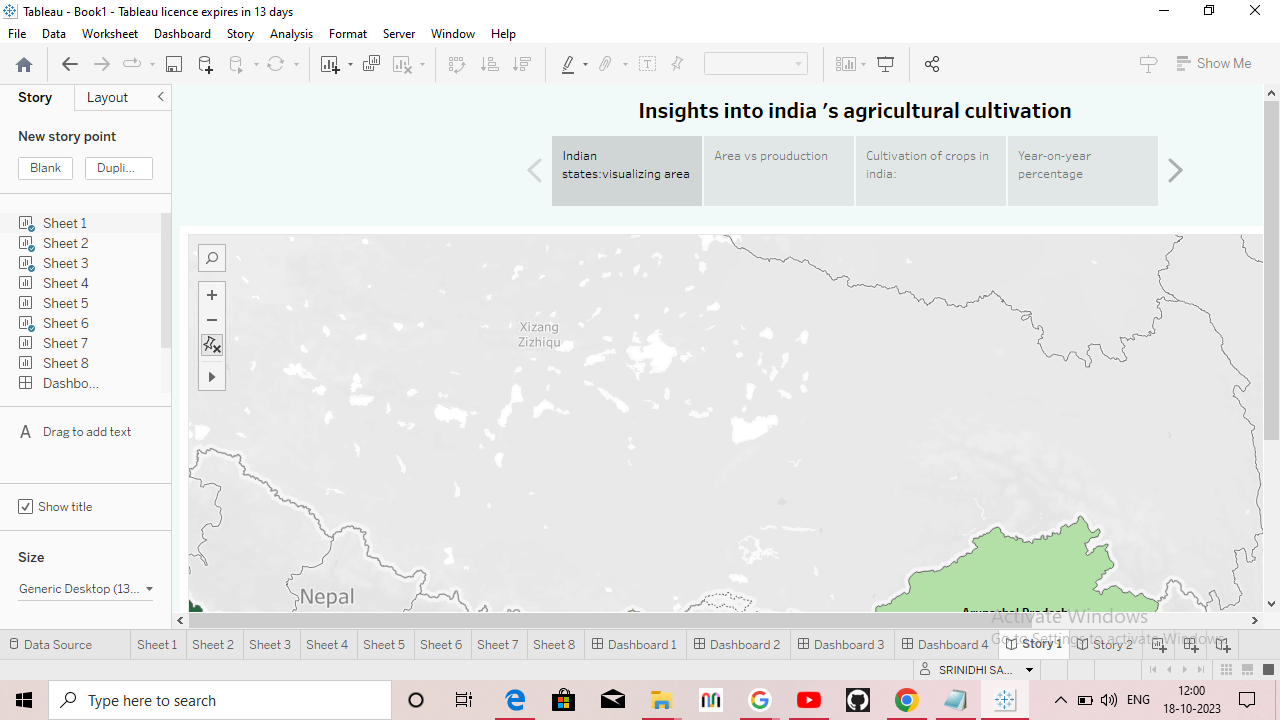 Tableau - Book1 - Tableau licence expires in 13 days
File Data Worksheet Dashboard Story Analysis Format Server Window Help
Show Me
Story Layout
New story point
Blank Dupli...
Sheet 1
Sheet 2
Sheet 3
Sheet 4
Sheet 5
Sheet 6
Sheet 7
Sheet 8
Dashbo...
A Drag to add text
Show title
Size
Generic Desktop (13...
Insights into india 's agricultural cultivation
Indian
states:visualizing area
Area vs prouduction
Cultivation of crops in
india:
Year-on-year
percentage
Xizang
Zizhiqu
Nepal
Arunachal Pradesh
Activate Windows
Go to Settings to activate Windows.
Data Source Sheet 1 Sheet 2 Sheet 3 Sheet 4 Sheet 5 Sheet 6 Sheet 7 Sheet 8 Dashboard 1 Dashboard 2 Dashboard 3 Dashboard 4 Story 1 Story 2
SRINIDHI SA...
Type here to search
ENG
12:00
18-10-2023